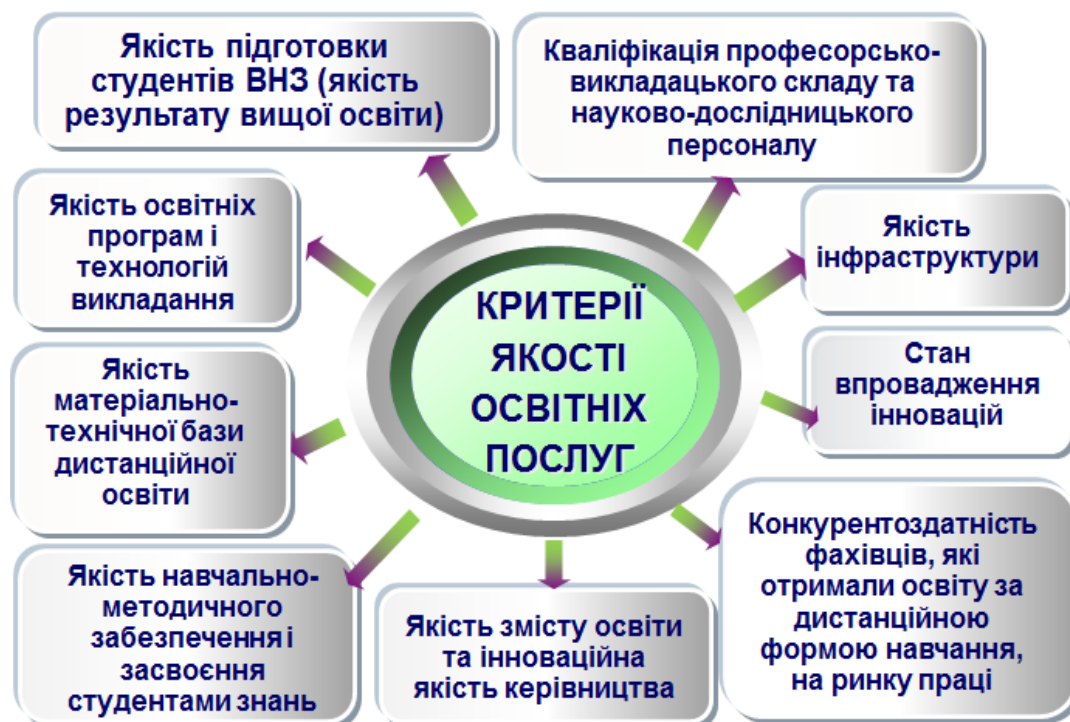 Якість підготовки
студентів ВНЗ (якість
результату вищої освіти)
Кваліфікація професорсько-
викладацького складу та
науково-дослідницького
персоналу
Якість освітніх
програм і
технологій
викладання
Якість
інфраструктури
КРИТЕРІЇ
ЯКОСТІ
ОСВІТНІХ
ПОСЛУГ
Якість
матеріально-
технічної бази
дистанційної
освіти
Стан
впровадження
інновацій
Якість навчально-
методичного
забезпечення і
засвоєння
студентами знань
Якість змісту освіти
та інноваційна
якість керівництва
Конкурентоздатність
фахівців, які
отримали освіту за
дистанційною
формою навчання,
на ринку праці